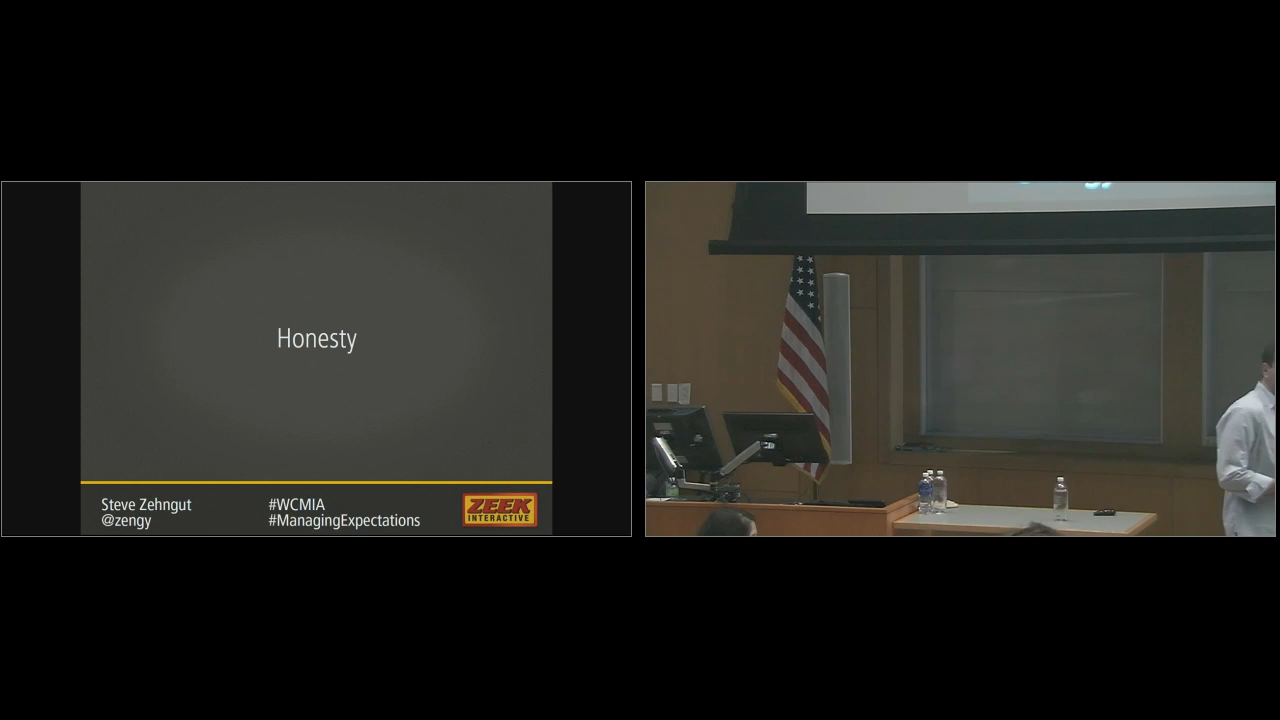 Honesty
Steve Zehngut
@zengy
#WCMIA
#ManagingExpectations
ZEEK
INTERACTIVE